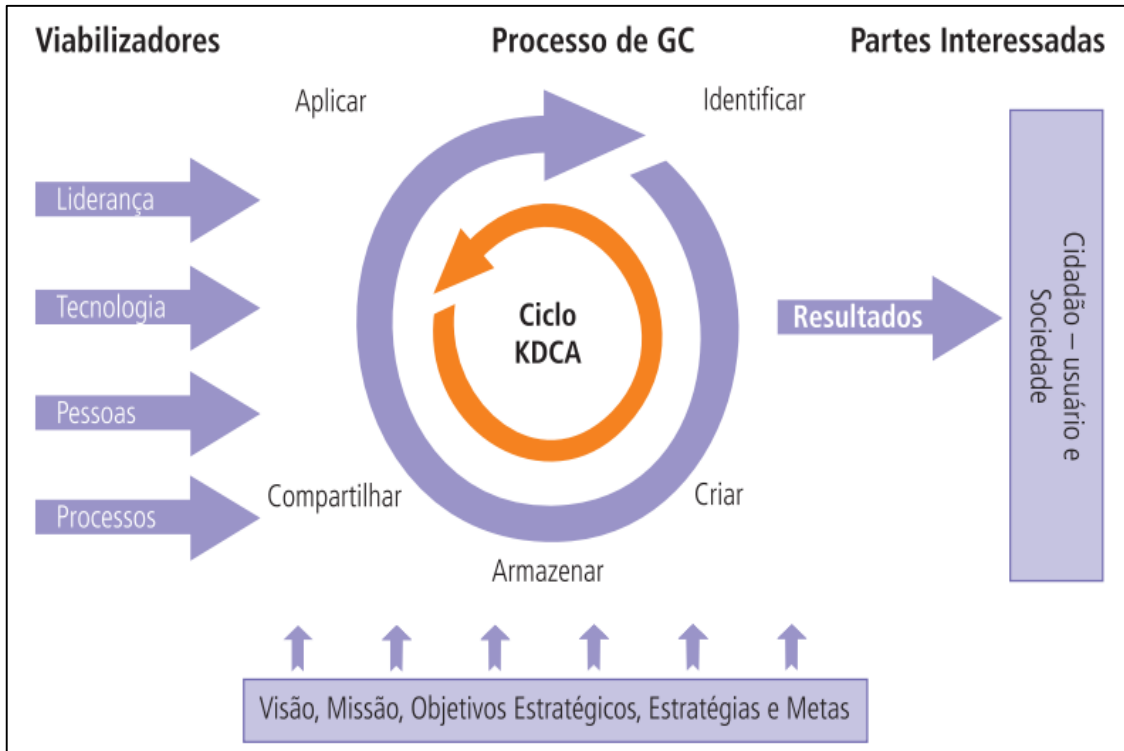 Viabilizadores
Processo de GC
Partes Interessadas
Aplicar
Identificar
Liderança
Tecnologia
Pessoas
Processos
Ciclo
KDCA
Resultados
Cidadão – usuário e
Sociedade
Compartilhar
Criar
Armazenar
Visão, Missão, Objetivos Estratégicos, Estratégias e Metas